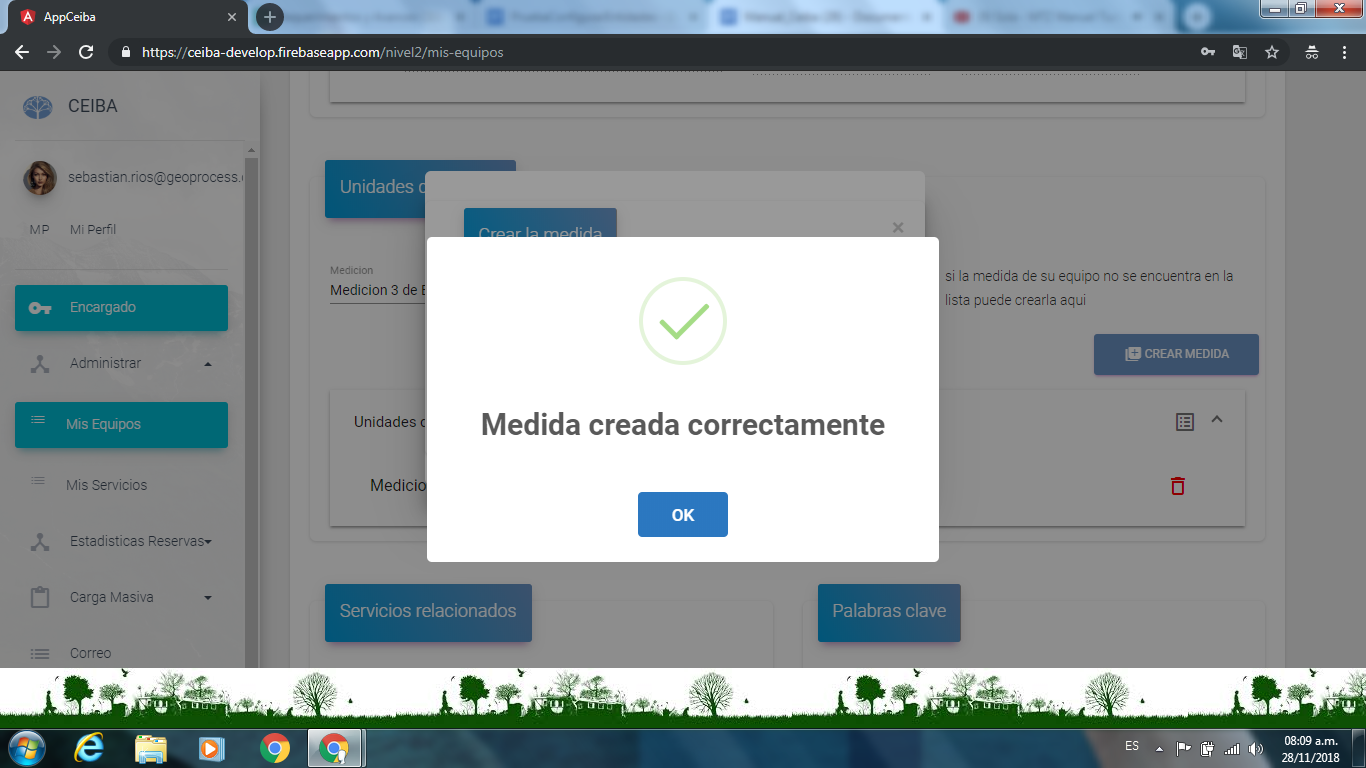 AppCeiba
https://ceiba-develop.firebaseapp.com/nivel2/mis-equipos
CEIBA
sebastian.rios@geoprocess.
MP Mi Perfil
Encargado
Administrar
Mis Equipos
Mis Servicios
Estadisticas Reservas
Carga Masiva
Correo
Unidades
Crear la medida
×
Medicion
Medicion 3 de
si la medida de su equipo no se encuentra en la
lista puede crearla aqui
CREAR MEDIDA
Unidades
Medicio
Medida creada correctamente
OK
Servicios relacionados
Palabras clave
ES
08:09 a.m.
28/11/2018